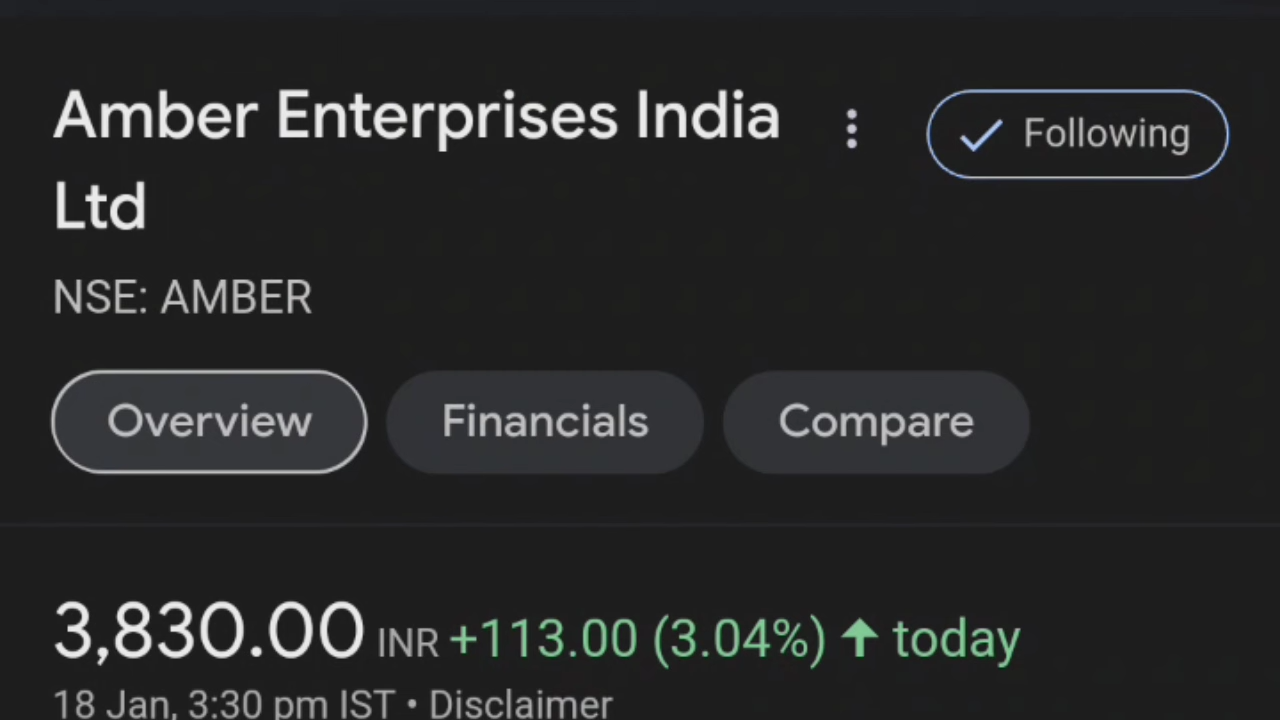 Amber Enterprises India
Ltd
Following
NSE: AMBER
Overview Financials Compare
3,830.00 INR +113.00 (3.04%) ↑ today
18 Jan, 3:30 pm IST • Disclaimer